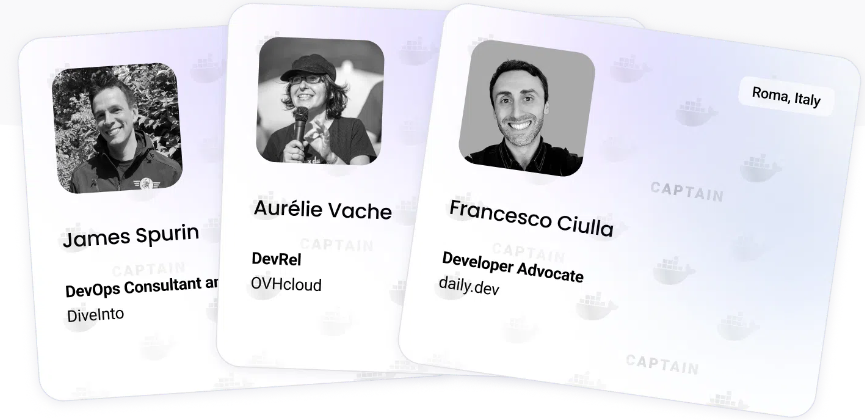 James Spurin
CAPTAIN
DevOps Consultant
DiveInto
Aurélie Vache
CAPTAIN
DevRel
OVHcloud
Roma, Italy
CAPTAIN
Francesco Ciulla
CAPTAIN
Developer Advocate
daily.dev
CAPTAIN